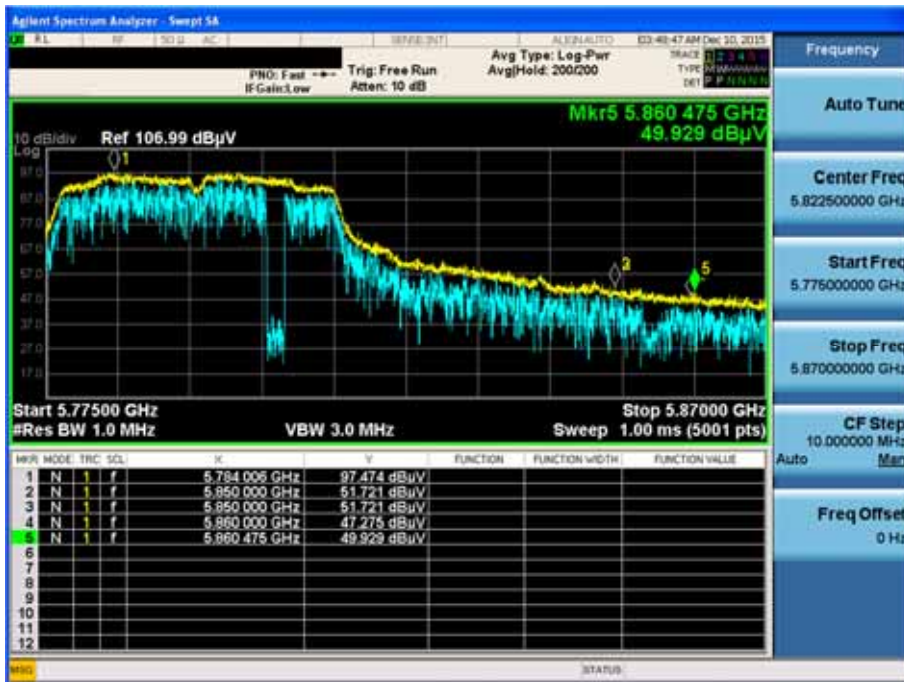 Agilent Spectrum Analyzer - Swept SA
RL RF 50 Ω AC SENSE:INT ALIGNAUTO 03:48:47 AM Dec 10, 2015
Frequency
Avg Type: Log-Pwr
TRACE 1 2 3 4 5 6
PNO: Fast Trig: Free Run Avg|Hold: 200/200
TYPE
IFGain:Low Atten: 10 dB
DET P P N N N N
Auto Tune
Mkr5 5.860 475 GHz
49.929 dBµV
10 dB/div Ref 106.99 dBµV
Log
1
97.0
87.0
77.0
67.0
57.0
47.0
37.0
27.0
17.0
3
5
Center Freq
5.822500000 GHz
Start Freq
5.775000000 GHz
Stop Freq
5.870000000 GHz
Start 5.77500 GHz Stop 5.87000 GHz
#Res BW 1.0 MHz VBW 3.0 MHz Sweep 1.00 ms (5001 pts)
CF Step
10.000000 MHz
Auto Man
Freq Offset
0 Hz
MKR MODE TRC SCL X Y FUNCTION FUNCTION WIDTH FUNCTION VALUE
1 N 1 f 5.784 006 GHz 97.474 dBµV
2 N 1 f 5.850 000 GHz 51.721 dBµV
3 N 1 f 5.850 000 GHz 51.721 dBµV
4 N 1 f 5.860 000 GHz 47.275 dBµV
5 N 1 f 5.860 475 GHz 49.929 dBµV
6
7
8
9
10
11
12
MSG STATUS